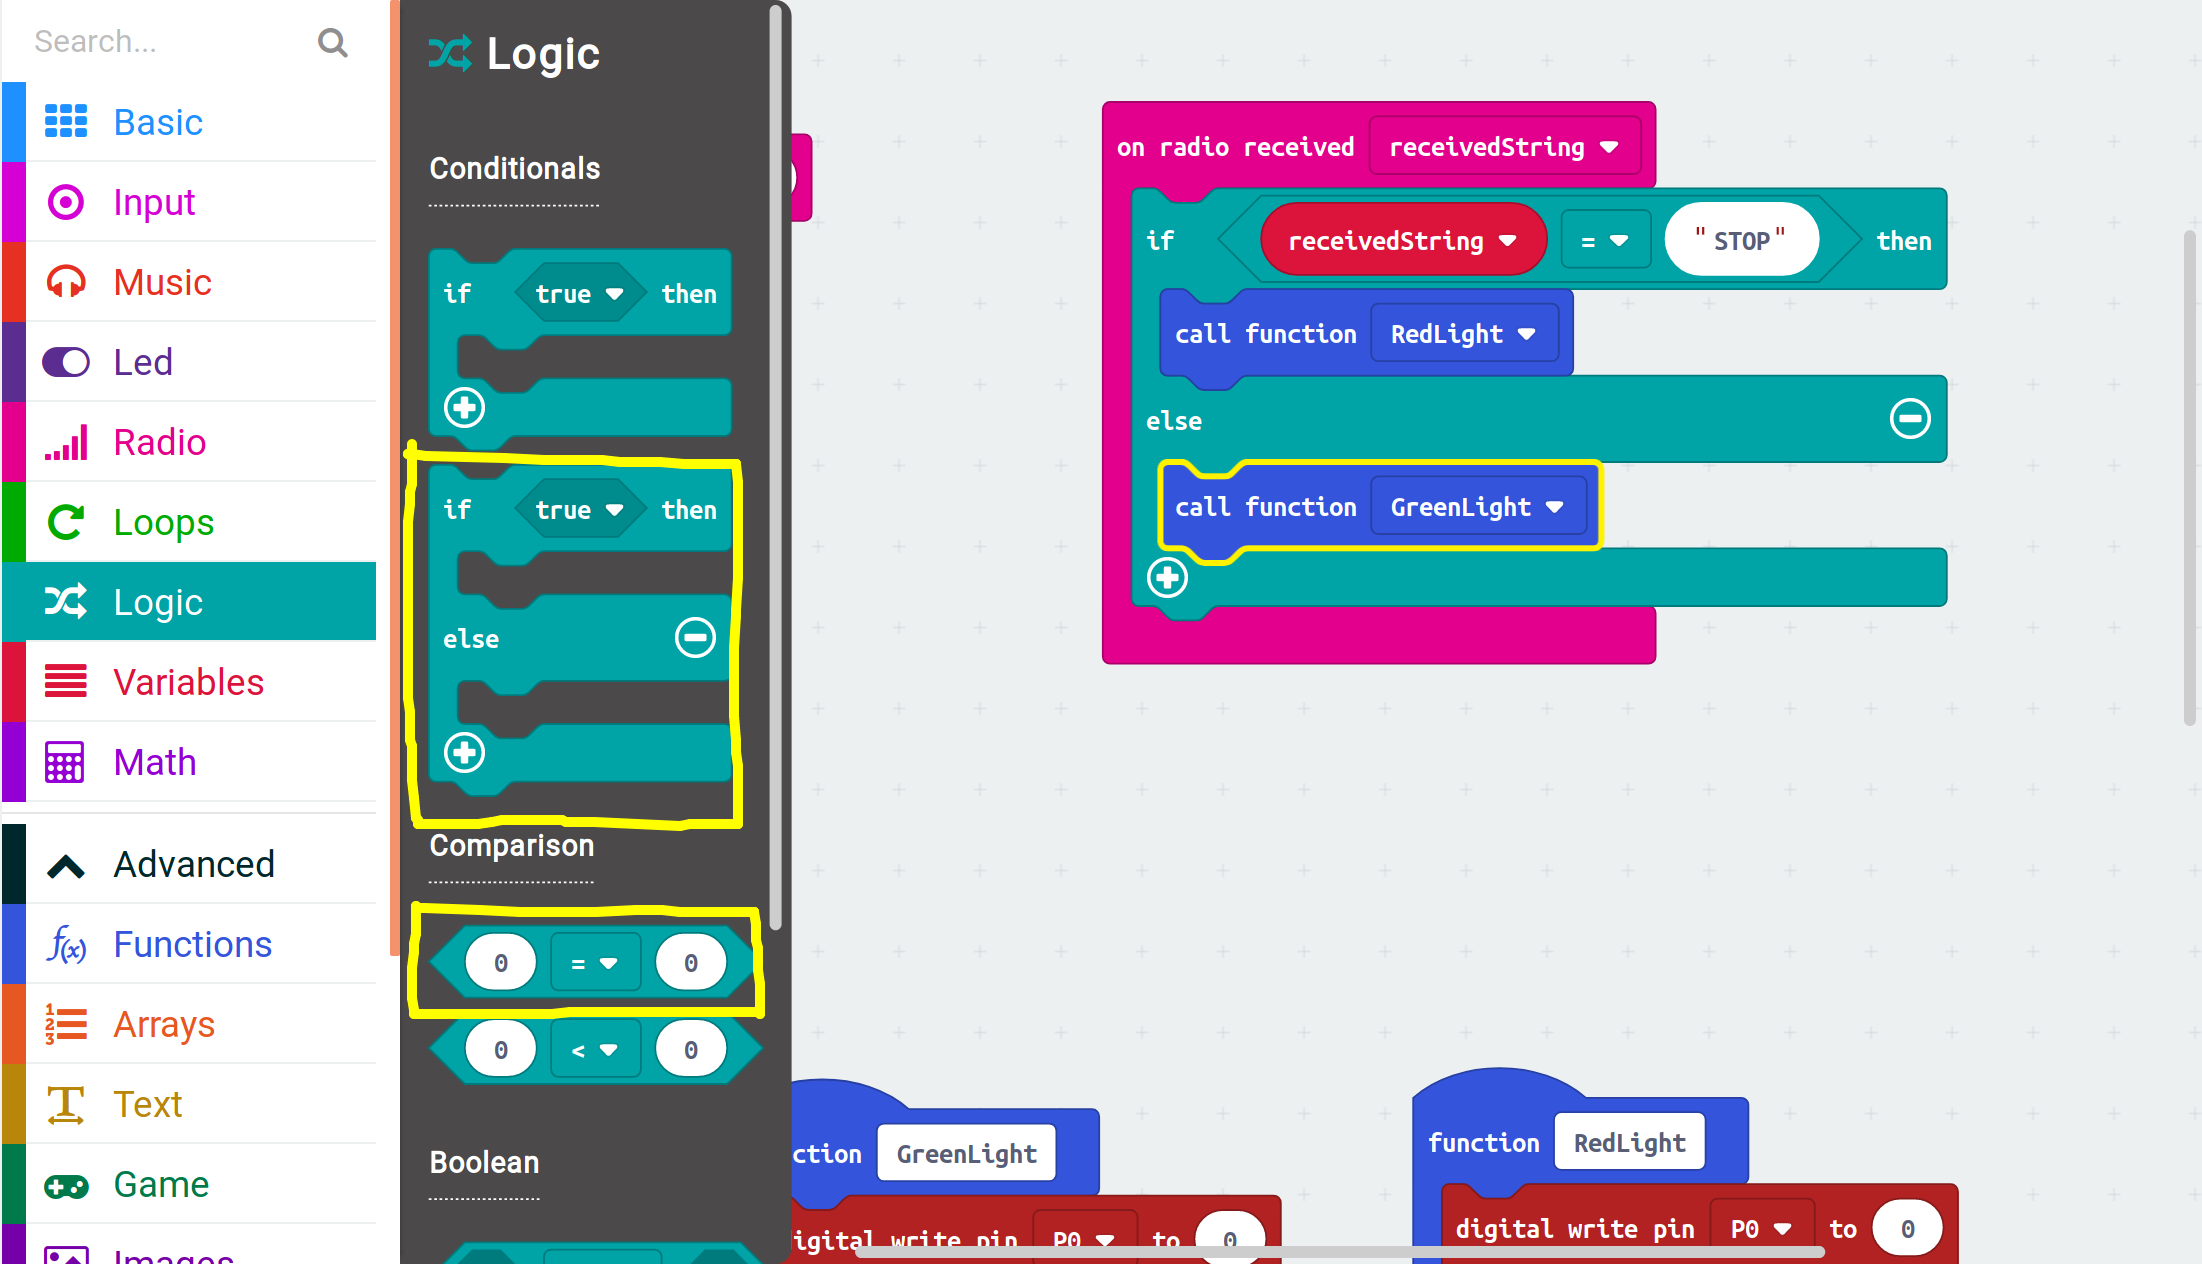 Search...
Basic
Input
Music
Led
Radio
Loops
Logic
Variables
Math
Advanced
Functions
Arrays
Text
Game
Images
Logic
Conditionals
if true then
if true then
else
Comparison
0 = 0
0 < 0
Boolean
on radio received receivedString
if receivedString = "STOP" then
call function RedLight
else
call function GreenLight
ction GreenLight
igital write pin P0 to 0
function RedLight
digital write pin P0 to 0